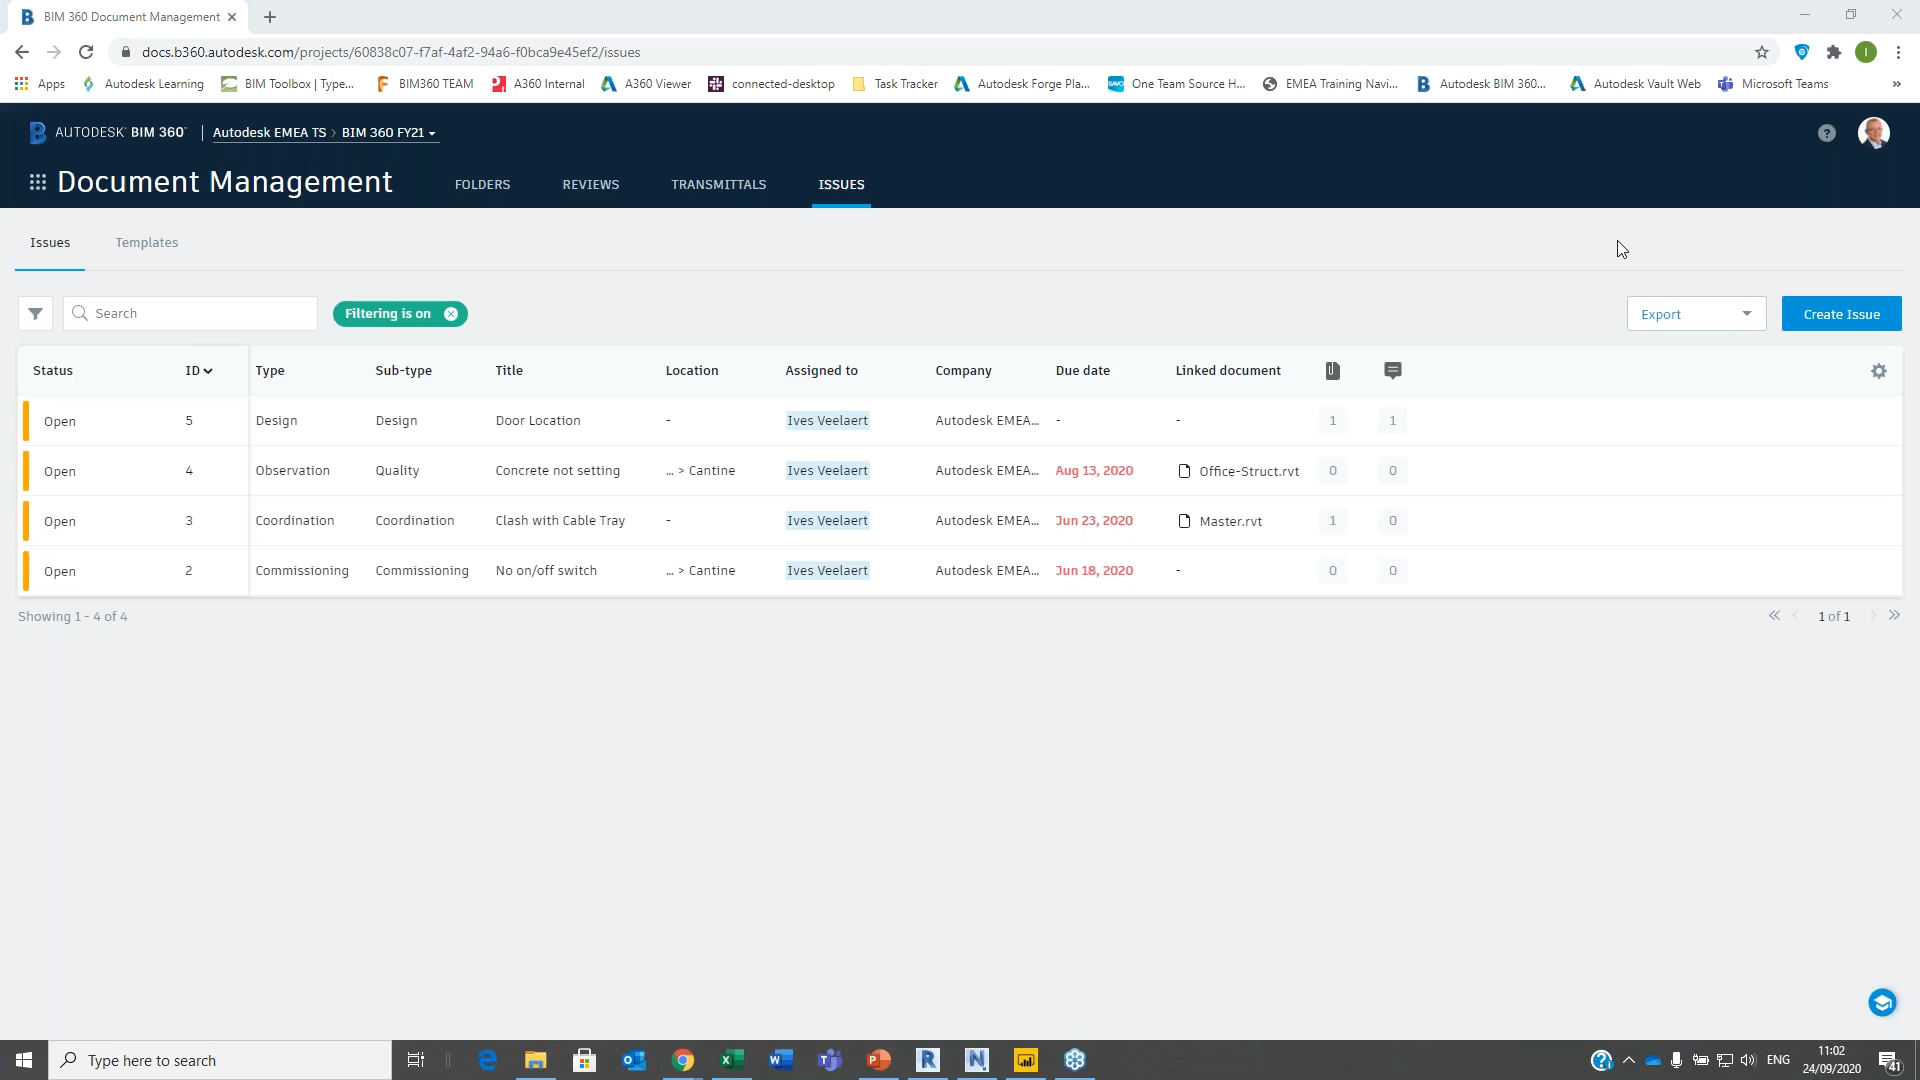 BIM 360 Document Management
docs.b360.autodesk.com/projects/60838c07-f7af-4af2-94a6-f0bca9e45ef2/issues
Apps Autodesk Learning BIM Toolbox | Type... BIM360 TEAM A360 Internal A360 Viewer connected-desktop Task Tracker Autodesk Forge Pla... One Team Source H... EMEA Training Navi... Autodesk BIM 360... Autodesk Vault Web Microsoft Teams »
AUTODESK® BIM 360™ Autodesk EMEA TS > BIM 360 FY21
Document Management FOLDERS REVIEWS TRANSMITTALS ISSUES
Issues Templates
Search Filtering is on Export Create Issue
Status ID Type Sub-type Title Location Assigned to Company Due date Linked document
Open 5 Design Design Door Location - Ives Veelaert Autodesk EMEA... - - 1 1
Open 4 Observation Quality Concrete not setting ... > Cantine Ives Veelaert Autodesk EMEA... Aug 13, 2020 Office-Struct.rvt 0 0
Open 3 Coordination Coordination Clash with Cable Tray - Ives Veelaert Autodesk EMEA... Jun 23, 2020 Master.rvt 1 0
Open 2 Commissioning Commissioning No on/off switch ... > Cantine Ives Veelaert Autodesk EMEA... Jun 18, 2020 - 0 0
Showing 1 - 4 of 4 1 of 1
Type here to search ENG 11:02
24/09/2020 41